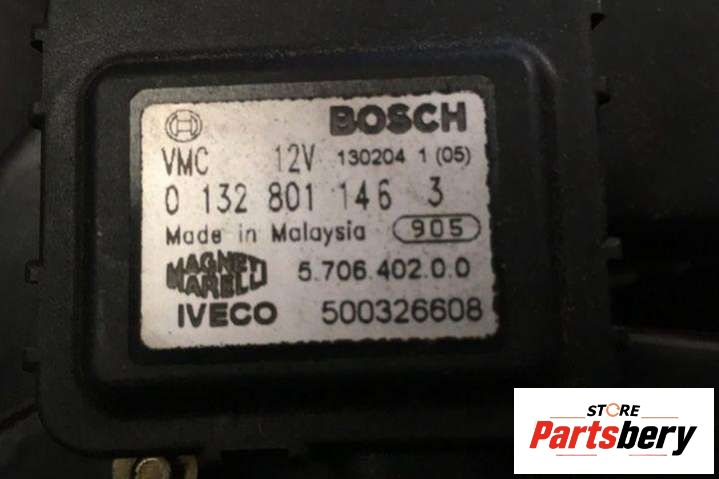 BOSCH
VMC 12V 130204 1 (05)
0 132 801 146 3
Made in Malaysia 905
MAGNETI MARELLI 5.706.402.0.0
IVECO 500326608
STORE
Partsbery